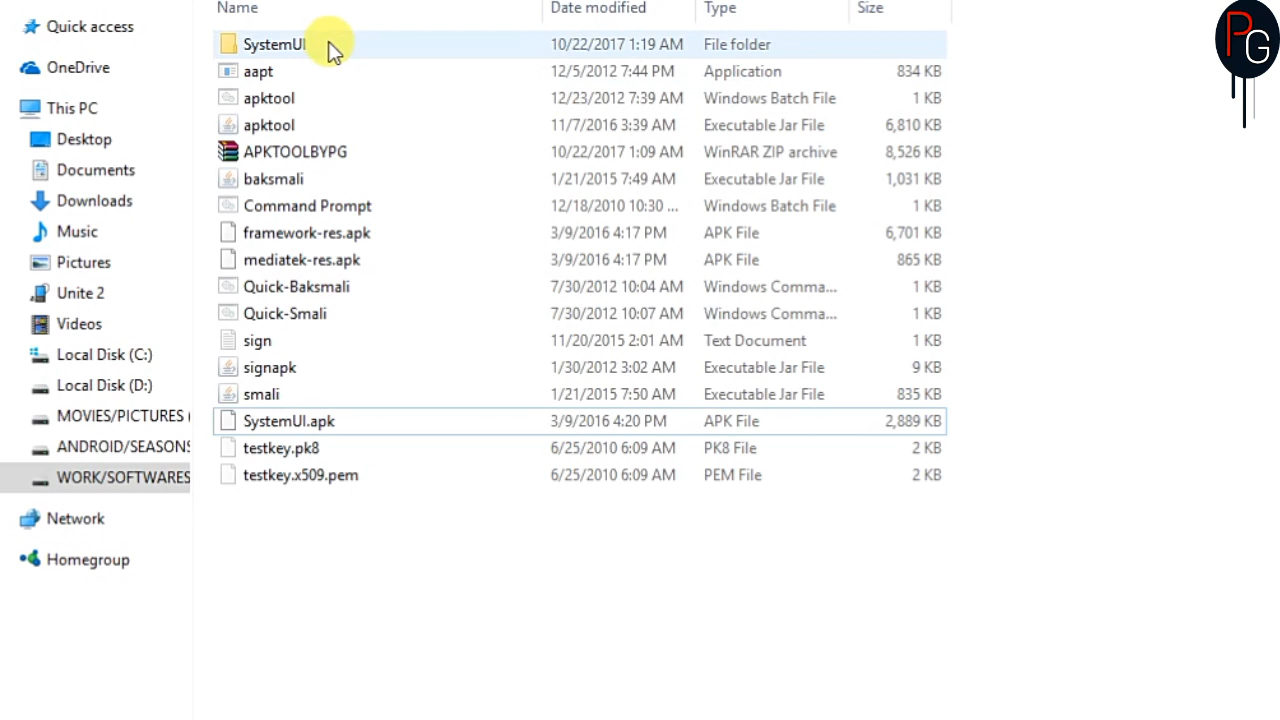 Name Date modified Type Size
Quick access
OneDrive
This PC
Desktop
Documents
Downloads
Music
Pictures
Unite 2
Videos
Local Disk (C:)
Local Disk (D:)
MOVIES/PICTURES (
ANDROID/SEASONS
WORK/SOFTWARES
Network
Homegroup
SystemUI 10/22/2017 1:19 AM File folder
aapt 12/5/2012 7:44 PM Application 834 KB
apktool 12/23/2012 7:39 AM Windows Batch File 1 KB
apktool 11/7/2016 3:39 AM Executable Jar File 6,810 KB
APKTOOLBYPG 10/22/2017 1:09 AM WinRAR ZIP archive 8,526 KB
baksmali 1/21/2015 7:49 AM Executable Jar File 1,031 KB
Command Prompt 12/18/2010 10:30 ... Windows Batch File 1 KB
framework-res.apk 3/9/2016 4:17 PM APK File 6,701 KB
mediatek-res.apk 3/9/2016 4:17 PM APK File 865 KB
Quick-Baksmali 7/30/2012 10:04 AM Windows Comma... 1 KB
Quick-Smali 7/30/2012 10:07 AM Windows Comma... 1 KB
sign 11/20/2015 2:01 AM Text Document 1 KB
signapk 1/30/2012 3:02 AM Executable Jar File 9 KB
smali 1/21/2015 7:50 AM Executable Jar File 835 KB
SystemUI.apk 3/9/2016 4:20 PM APK File 2,889 KB
testkey.pk8 6/25/2010 6:09 AM PK8 File 2 KB
testkey.x509.pem 6/25/2010 6:09 AM PEM File 2 KB
PG